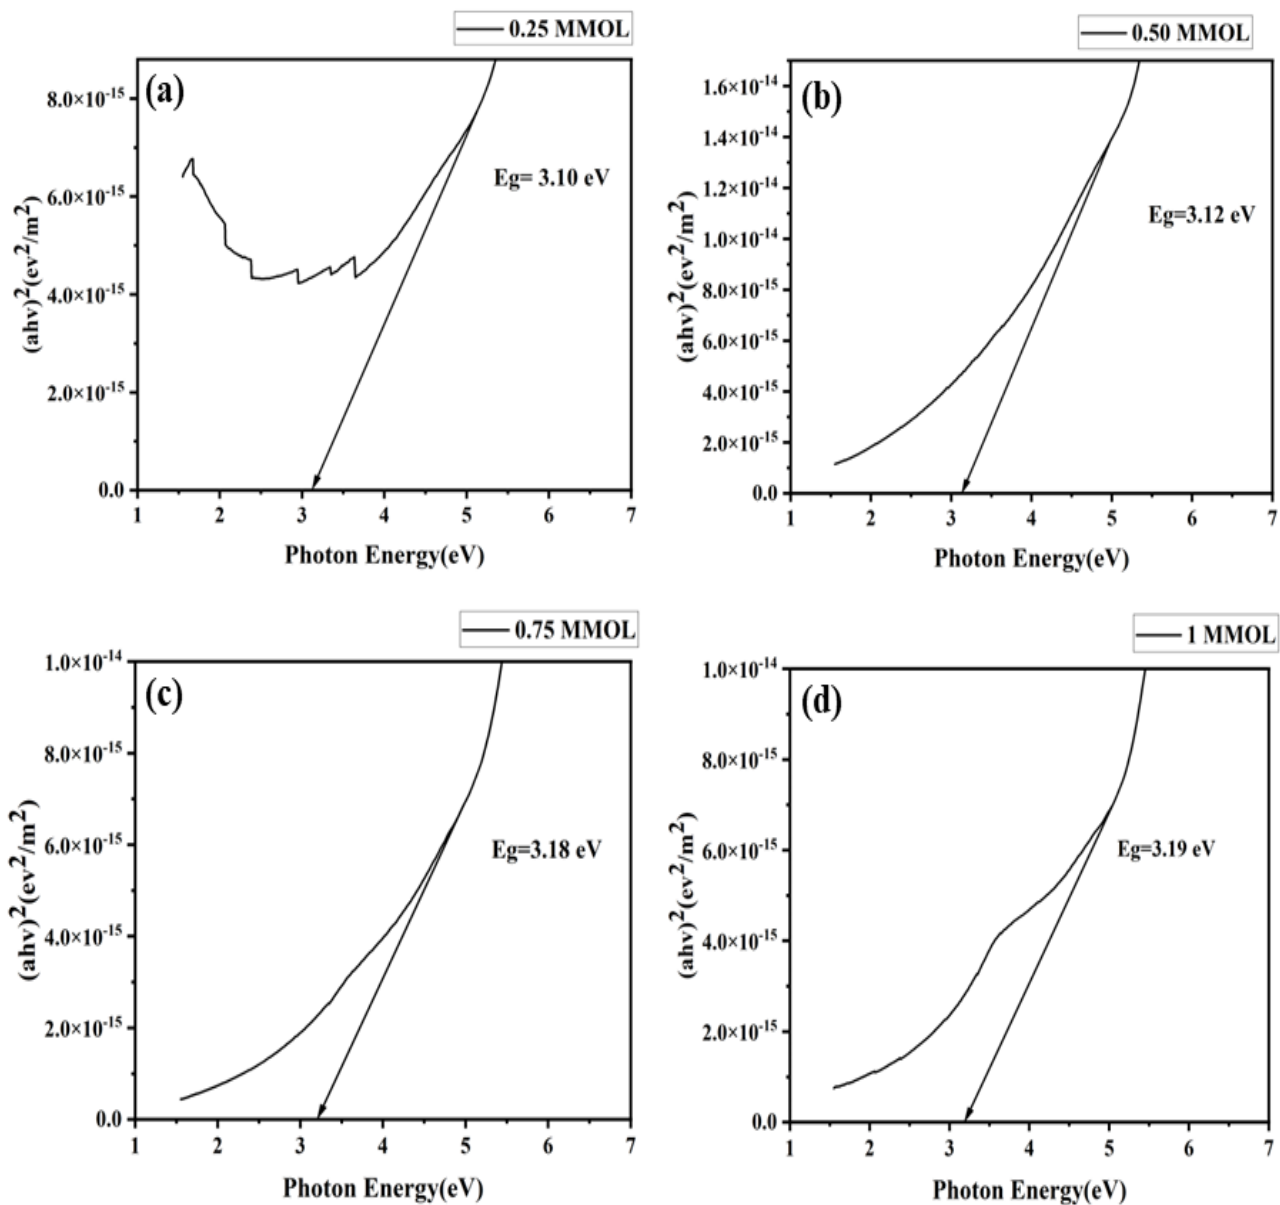 0.25 MMOL
(a)
8.0×10⁻¹⁵
6.0×10⁻¹⁵
4.0×10⁻¹⁵
2.0×10⁻¹⁵
0.0
(ahv)²(ev²/m²)
Eg= 3.10 eV
1 2 3 4 5 6 7
Photon Energy(eV)
0.50 MMOL
(b)
1.6×10⁻¹⁴
1.4×10⁻¹⁴
1.2×10⁻¹⁴
1.0×10⁻¹⁴
8.0×10⁻¹⁵
6.0×10⁻¹⁵
4.0×10⁻¹⁵
2.0×10⁻¹⁵
0.0
(ahv)²(ev²/m²)
Eg=3.12 eV
1 2 3 4 5 6 7
Photon Energy(eV)
0.75 MMOL
(c)
1.0×10⁻¹⁴
8.0×10⁻¹⁵
6.0×10⁻¹⁵
4.0×10⁻¹⁵
2.0×10⁻¹⁵
0.0
(ahv)²(ev²/m²)
Eg=3.18 eV
1 2 3 4 5 6 7
Photon Energy(eV)
1 MMOL
(d)
1.0×10⁻¹⁴
8.0×10⁻¹⁵
6.0×10⁻¹⁵
4.0×10⁻¹⁵
2.0×10⁻¹⁵
0.0
(ahv)²(ev²/m²)
Eg=3.19 eV
1 2 3 4 5 6 7
Photon Energy(eV)